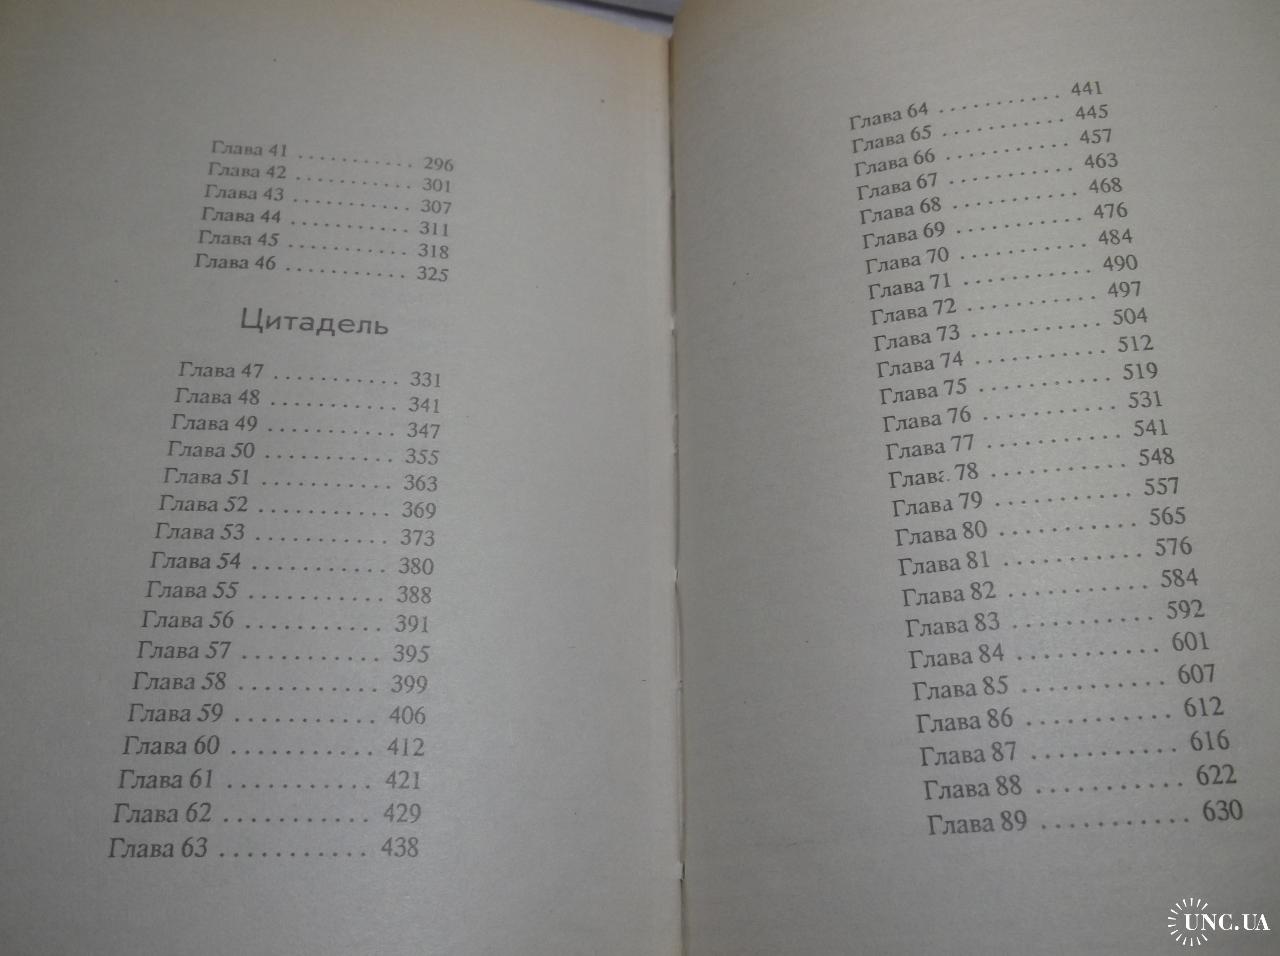 Глава 41 . . . . . . . . . . . 296
Глава 42 . . . . . . . . . . . 301
Глава 43 . . . . . . . . . . . 307
Глава 44 . . . . . . . . . . . 311
Глава 45 . . . . . . . . . . . 318
Глава 46 . . . . . . . . . . . 325
Цитадель
Глава 47 . . . . . . . . . . . 331
Глава 48 . . . . . . . . . . . 341
Глава 49 . . . . . . . . . . . 347
Глава 50 . . . . . . . . . . . 355
Глава 51 . . . . . . . . . . . 363
Глава 52 . . . . . . . . . . . 369
Глава 53 . . . . . . . . . . . 373
Глава 54 . . . . . . . . . . . 380
Глава 55 . . . . . . . . . . . 388
Глава 56 . . . . . . . . . . . 391
Глава 57 . . . . . . . . . . . 395
Глава 58 . . . . . . . . . . . 399
Глава 59 . . . . . . . . . . . 406
Глава 60 . . . . . . . . . . . 412
Глава 61 . . . . . . . . . . . 421
Глава 62 . . . . . . . . . . . 429
Глава 63 . . . . . . . . . . . 438
Глава 64 . . . . . . . . . . . 441
Глава 65 . . . . . . . . . . . 445
Глава 66 . . . . . . . . . . . 457
Глава 67 . . . . . . . . . . . 463
Глава 68 . . . . . . . . . . . 468
Глава 69 . . . . . . . . . . . 476
Глава 70 . . . . . . . . . . . 484
Глава 71 . . . . . . . . . . . 490
Глава 72 . . . . . . . . . . . 497
Глава 73 . . . . . . . . . . . 504
Глава 74 . . . . . . . . . . . 512
Глава 75 . . . . . . . . . . . 519
Глава 76 . . . . . . . . . . . 531
Глава 77 . . . . . . . . . . . 541
Глава 78 . . . . . . . . . . . 548
Глава 79 . . . . . . . . . . . 557
Глава 80 . . . . . . . . . . . 565
Глава 81 . . . . . . . . . . . 576
Глава 82 . . . . . . . . . . . 584
Глава 83 . . . . . . . . . . . 592
Глава 84 . . . . . . . . . . . 601
Глава 85 . . . . . . . . . . . 607
Глава 86 . . . . . . . . . . . 612
Глава 87 . . . . . . . . . . . 616
Глава 88 . . . . . . . . . . . 622
Глава 89 . . . . . . . . . . . 630
UNC.UA